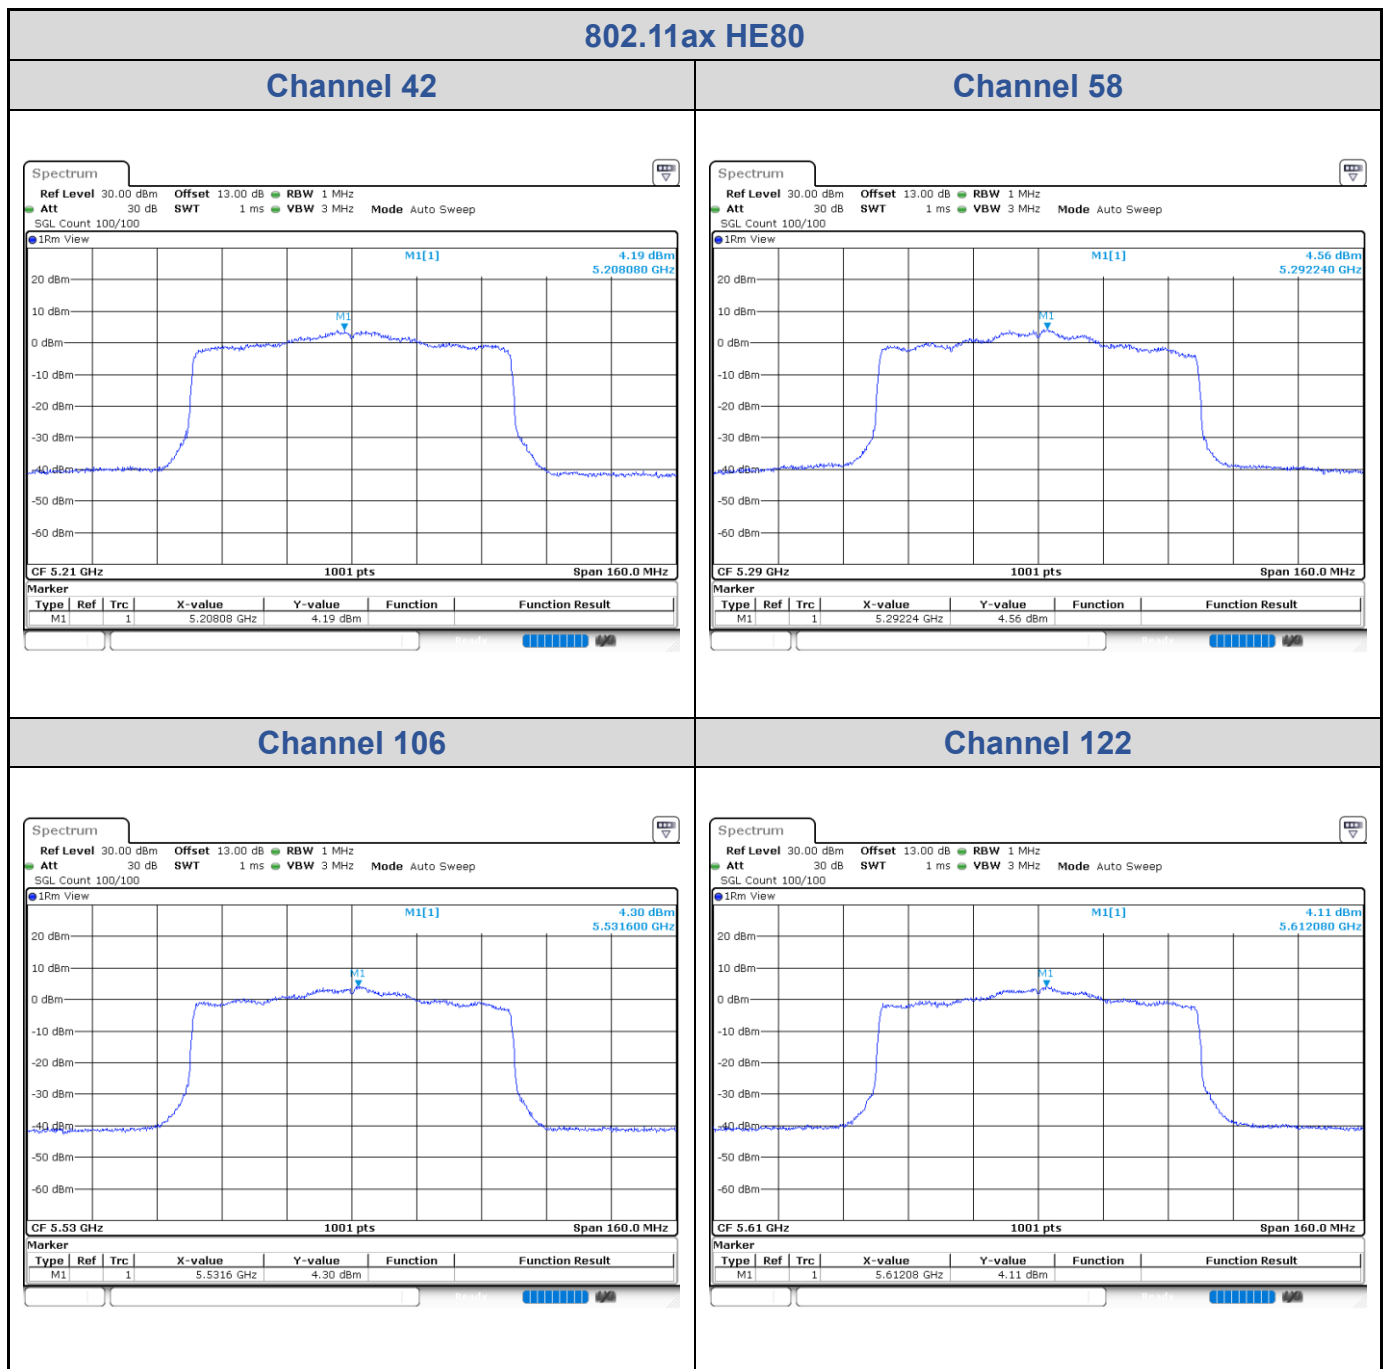 802.11ax HE80
Channel 42
Channel 58
Spectrum
Ref Level 30.00 dBm Offset 13.00 dB RBW 1 MHz
Att 30 dB SWT 1 ms VBW 3 MHz Mode Auto Sweep
SGL Count 100/100
1Rm View
M1[1] 4.19 dBm
5.208080 GHz
20 dBm
M1
10 dBm
0 dBm
-10 dBm
-20 dBm
-30 dBm
-40 dBm
-50 dBm
-60 dBm
CF 5.21 GHz 1001 pts Span 160.0 MHz
Marker
Type Ref Trc X-value Y-value Function Function Result
M1 1 5.20808 GHz 4.19 dBm
Ready
Spectrum
Ref Level 30.00 dBm Offset 13.00 dB RBW 1 MHz
Att 30 dB SWT 1 ms VBW 3 MHz Mode Auto Sweep
SGL Count 100/100
1Rm View
M1[1] 4.56 dBm
5.292240 GHz
20 dBm
10 dBm
M1
0 dBm
-10 dBm
-20 dBm
-30 dBm
-40 dBm
-50 dBm
-60 dBm
CF 5.29 GHz 1001 pts Span 160.0 MHz
Marker
Type Ref Trc X-value Y-value Function Function Result
M1 1 5.29224 GHz 4.56 dBm
Ready
Channel 106
Channel 122
Spectrum
Ref Level 30.00 dBm Offset 13.00 dB RBW 1 MHz
Att 30 dB SWT 1 ms VBW 3 MHz Mode Auto Sweep
SGL Count 100/100
1Rm View
M1[1] 4.30 dBm
5.531600 GHz
20 dBm
10 dBm
M1
0 dBm
-10 dBm
-20 dBm
-30 dBm
-40 dBm
-50 dBm
-60 dBm
CF 5.53 GHz 1001 pts Span 160.0 MHz
Marker
Type Ref Trc X-value Y-value Function Function Result
M1 1 5.5316 GHz 4.30 dBm
Ready
Spectrum
Ref Level 30.00 dBm Offset 13.00 dB RBW 1 MHz
Att 30 dB SWT 1 ms VBW 3 MHz Mode Auto Sweep
SGL Count 100/100
1Rm View
M1[1] 4.11 dBm
5.612080 GHz
20 dBm
10 dBm
M1
0 dBm
-10 dBm
-20 dBm
-30 dBm
-40 dBm
-50 dBm
-60 dBm
CF 5.61 GHz 1001 pts Span 160.0 MHz
Marker
Type Ref Trc X-value Y-value Function Function Result
M1 1 5.61208 GHz 4.11 dBm
Ready